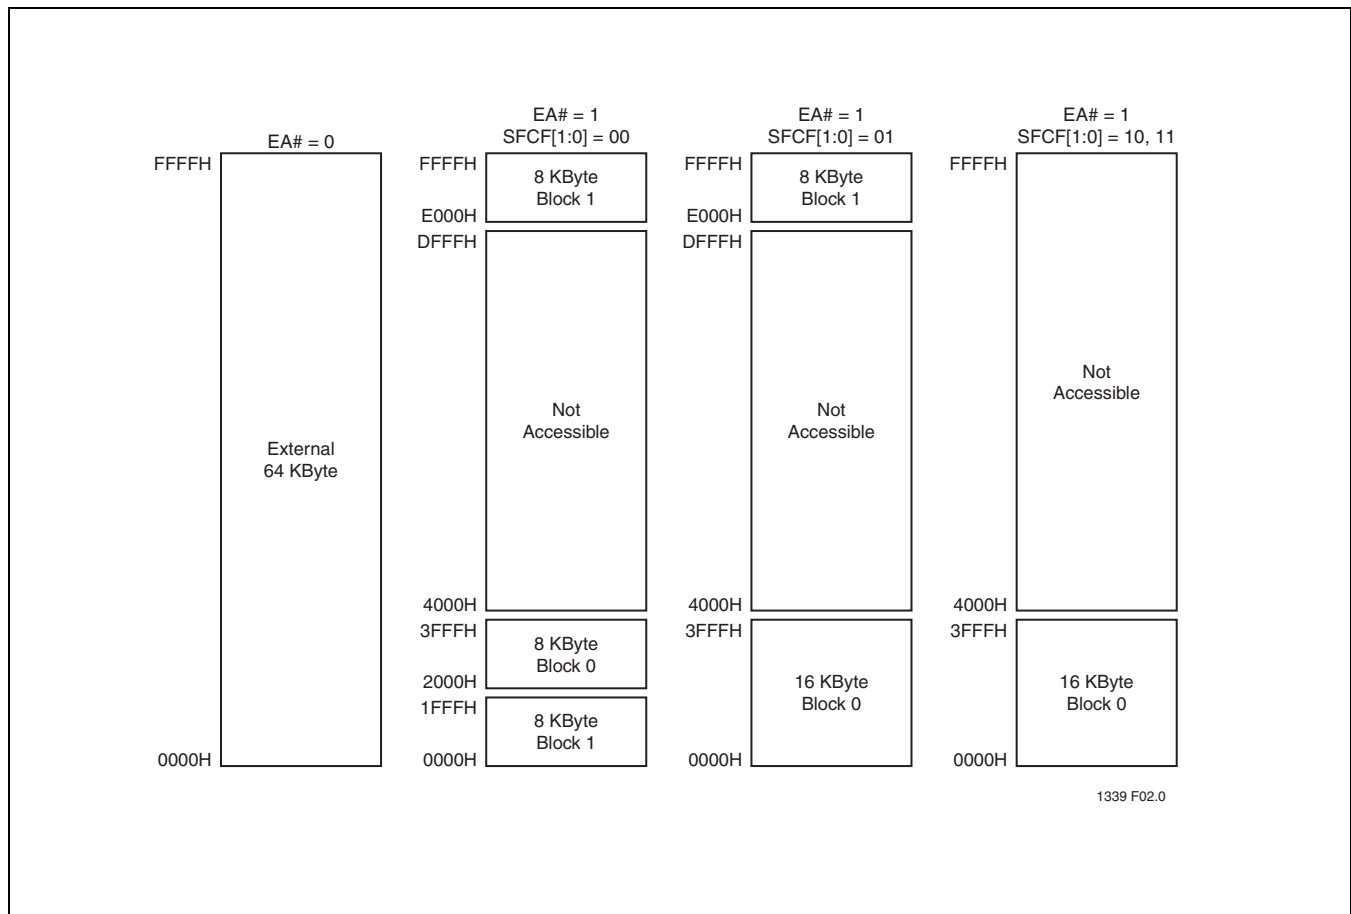 EA# = 0
FFFFH
External
64 KByte
0000H
EA# = 1
SFCF[1:0] = 00
FFFFH
8 KByte
Block 1
E000H
DFFFH
Not
Accessible
4000H
3FFFH
8 KByte
Block 0
2000H
1FFFH
8 KByte
Block 1
0000H
EA# = 1
SFCF[1:0] = 01
FFFFH
8 KByte
Block 1
E000H
DFFFH
Not
Accessible
4000H
3FFFH
16 KByte
Block 0
0000H
EA# = 1
SFCF[1:0] = 10, 11
FFFFH
Not
Accessible
4000H
3FFFH
16 KByte
Block 0
0000H
1339 F02.0